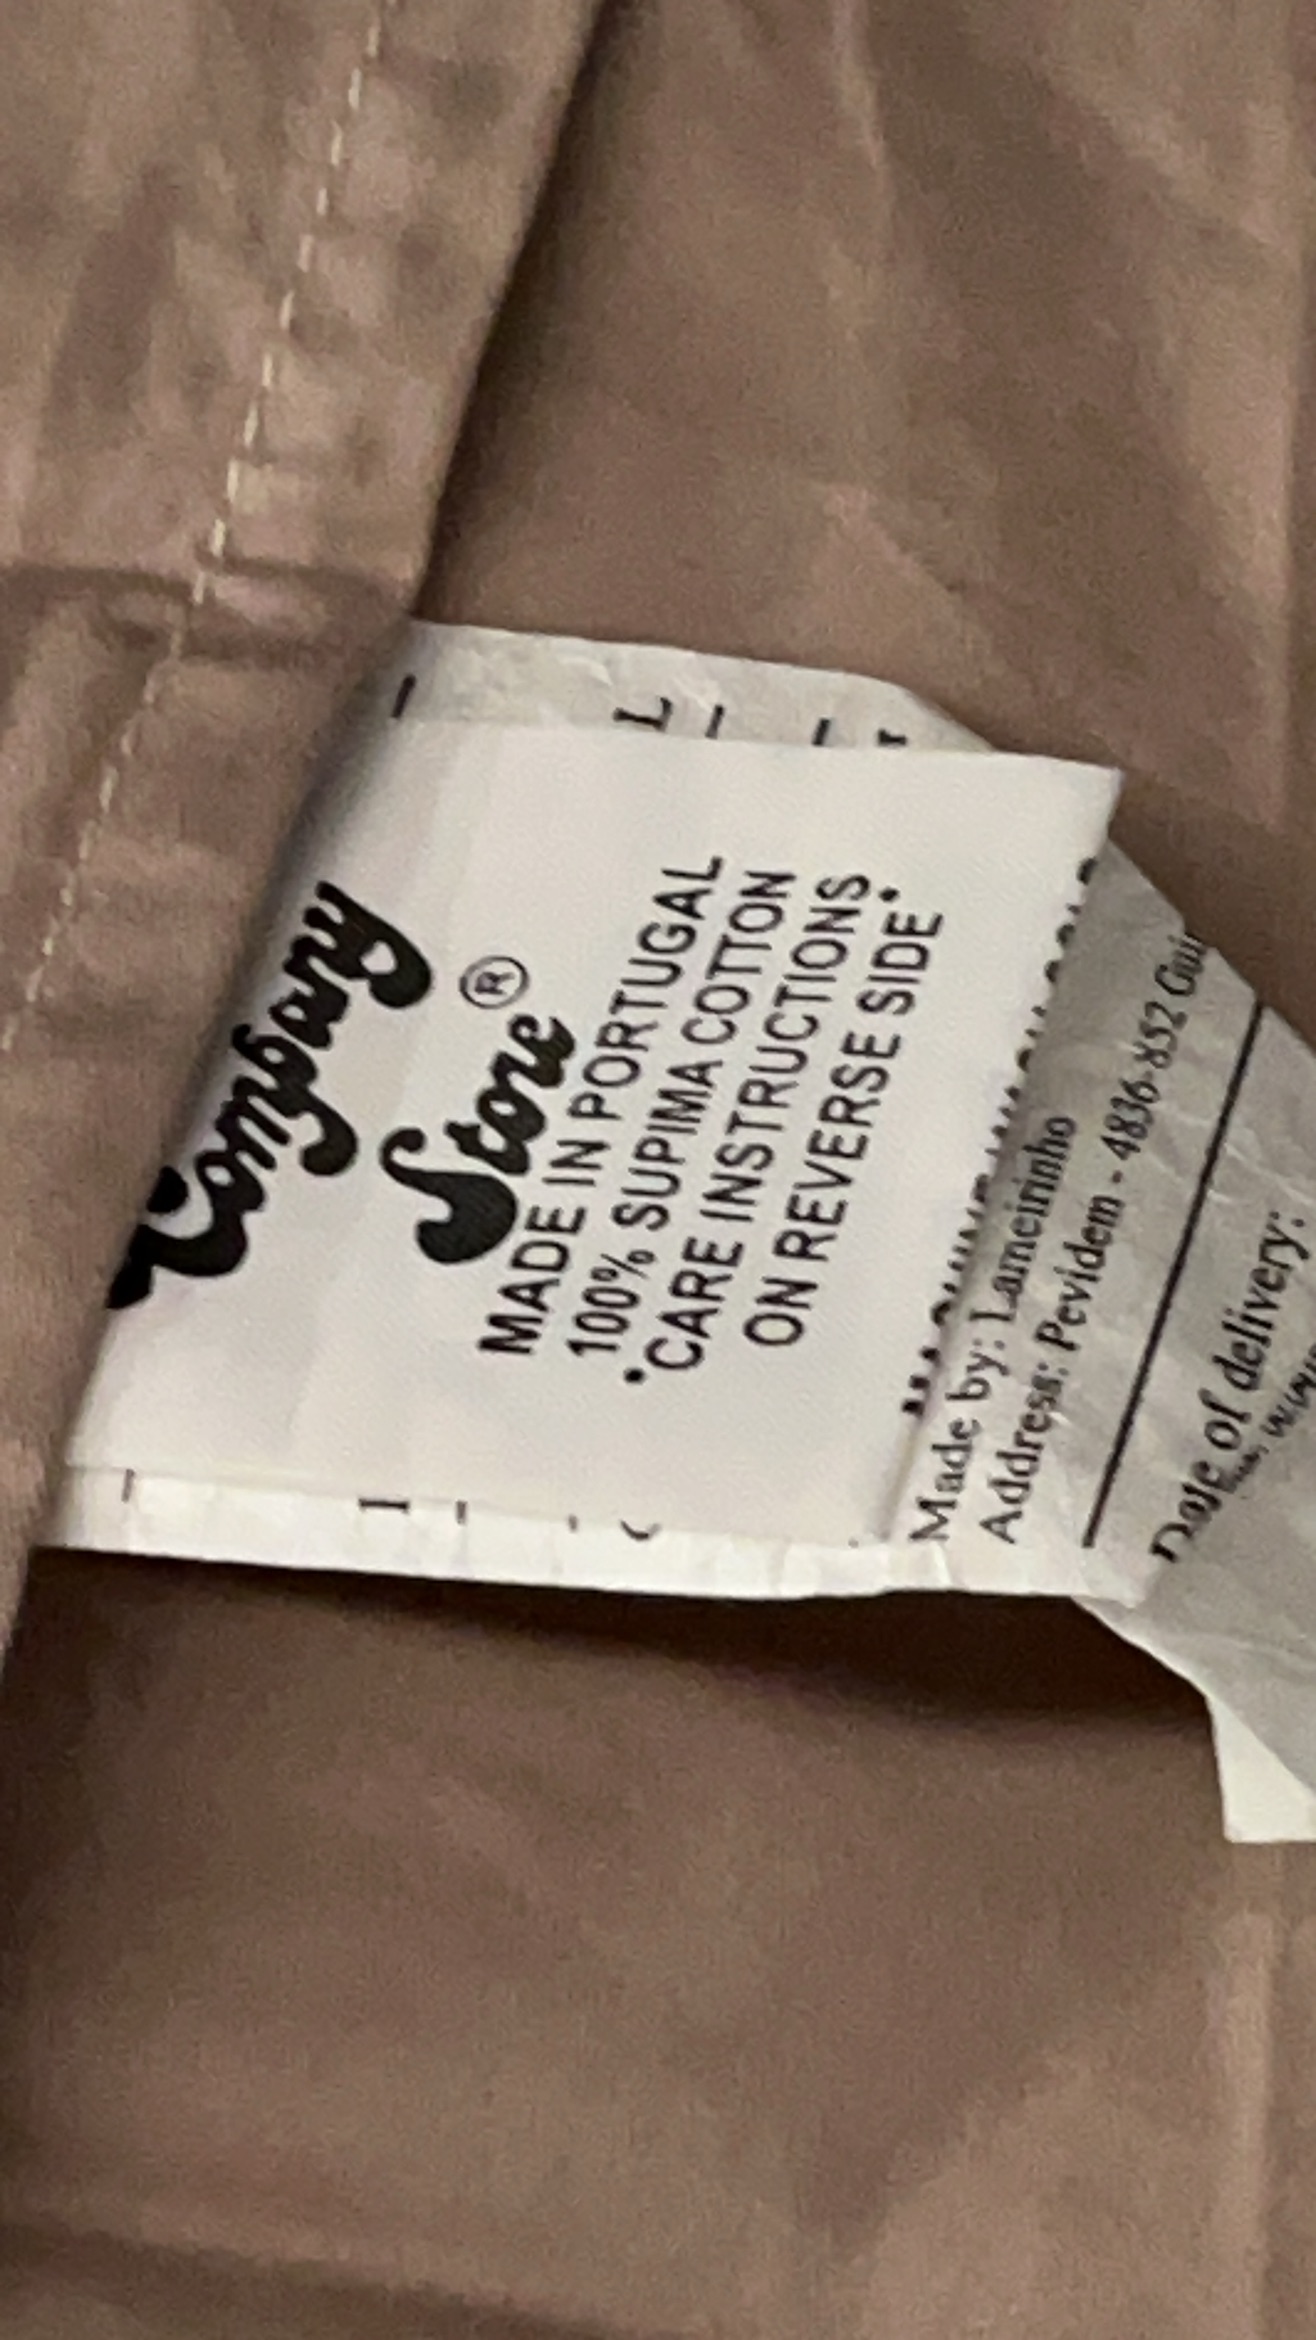 Company
Store®
MADE IN PORTUGAL
100% SUPIMA COTTON
*CARE INSTRUCTIONS
ON REVERSE SIDE*
Made by: Lameirinho
Address: Pevidem - 4836-852 Gui
Date of delivery: